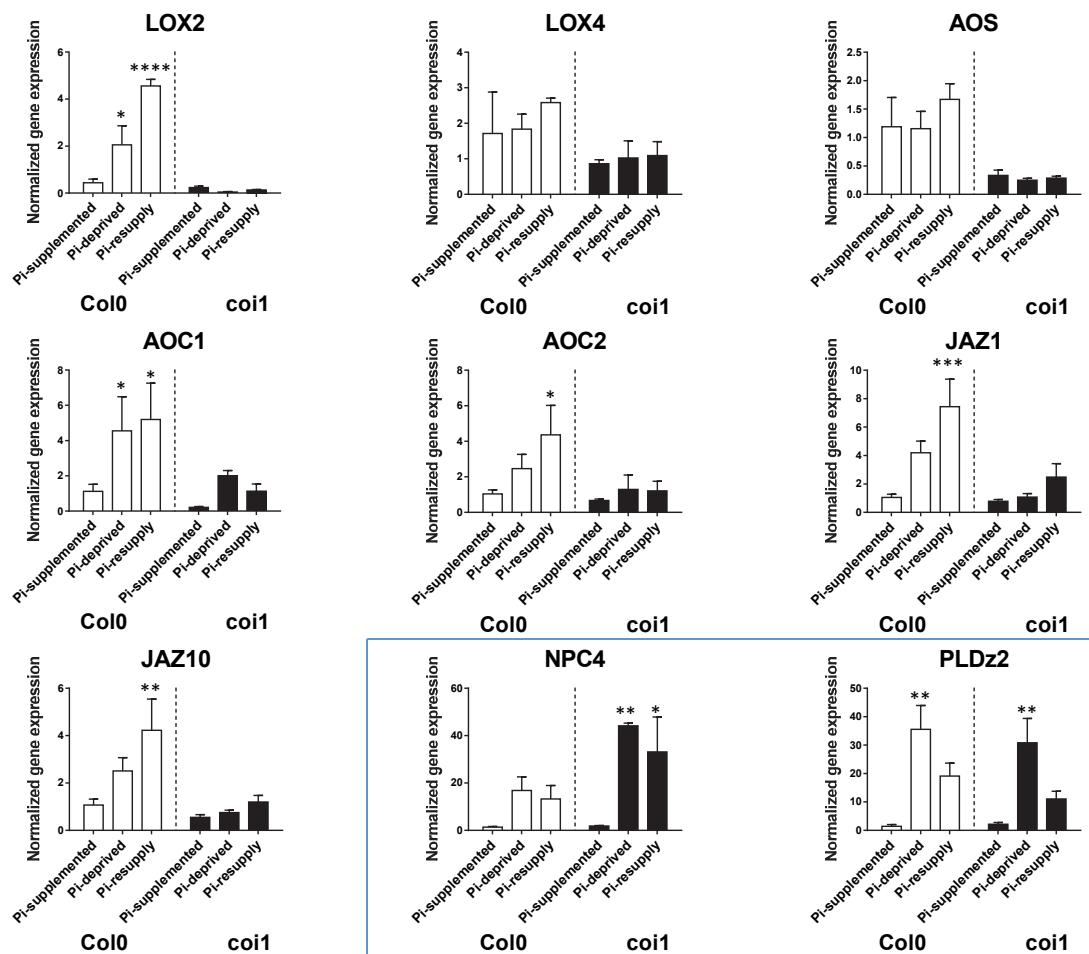 LOX2
LOX4
AOS
Normalized gene expression
6
4
2
0
* ****
Pi-supplemented
Pi-deprived
Pi-resupply
Pi-supplemented
Pi-deprived
Pi-resupply
Col0 coi1
Normalized gene expression
4
3
2
1
0
Pi-supplemented
Pi-deprived
Pi-resupply
Pi-supplemented
Pi-deprived
Pi-resupply
Col0 coi1
Normalized gene expression
2.5
2.0
1.5
1.0
0.5
0.0
Pi-supplemented
Pi-deprived
Pi-resupply
Pi-supplemented
Pi-deprived
Pi-resupply
Col0 coi1
AOC1
AOC2
JAZ1
Normalized gene expression
8
6
4
2
0
* *
Pi-supplemented
Pi-deprived
Pi-resupply
Pi-supplemented
Pi-deprived
Pi-resupply
Col0 coi1
Normalized gene expression
8
6
4
2
0
*
Pi-supplemented
Pi-deprived
Pi-resupply
Pi-supplemented
Pi-deprived
Pi-resupply
Col0 coi1
Normalized gene expression
10
8
6
4
2
0
***
Pi-supplemented
Pi-deprived
Pi-resupply
Pi-supplemented
Pi-deprived
Pi-resupply
Col0 coi1
JAZ10
NPC4
PLDz2
Normalized gene expression
6
4
2
0
**
Pi-supplemented
Pi-deprived
Pi-resupply
Pi-supplemented
Pi-deprived
Pi-resupply
Col0 coi1
Normalized gene expression
60
40
20
0
** *
Pi-supplemented
Pi-deprived
Pi-resupply
Pi-supplemented
Pi-deprived
Pi-resupply
Col0 coi1
Normalized gene expression
50
40
30
20
10
0
** **
Pi-supplemented
Pi-deprived
Pi-resupply
Pi-supplemented
Pi-deprived
Pi-resupply
Col0 coi1